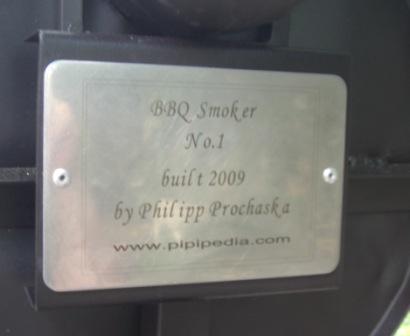 BBQ Smoker
No.1
built 2009
by Philipp Prochaska
www.pipipedia.com